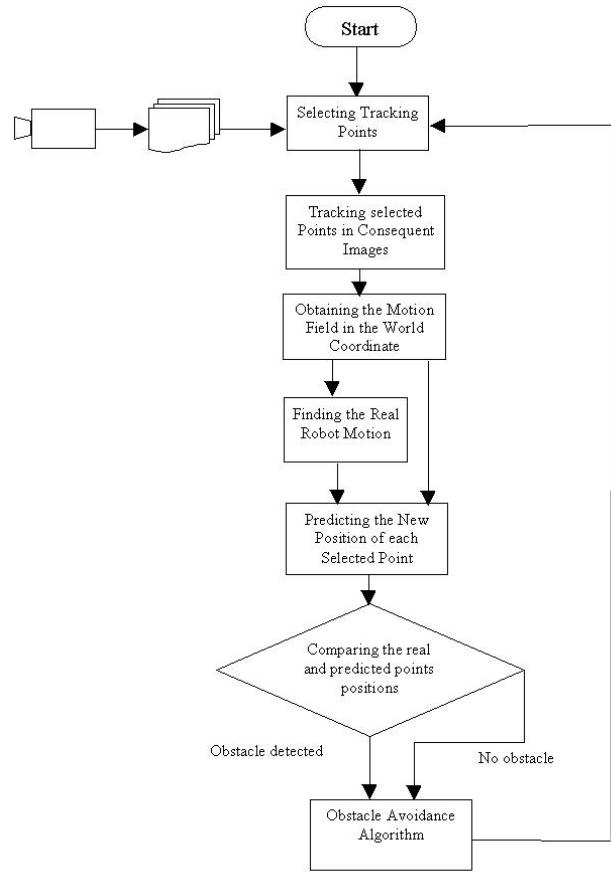 Start
Selecting Tracking
Points
Tracking selected
Points in Consequent
Images
Obtaining the Motion
Field in the World
Coordinate
Finding the Real
Robot Motion
Predicting the New
Position of each
Selected Point
Comparing the real
and predicted points
positions
Obstacle detected
No obstacle
Obstacle Avoidance
Algorithm